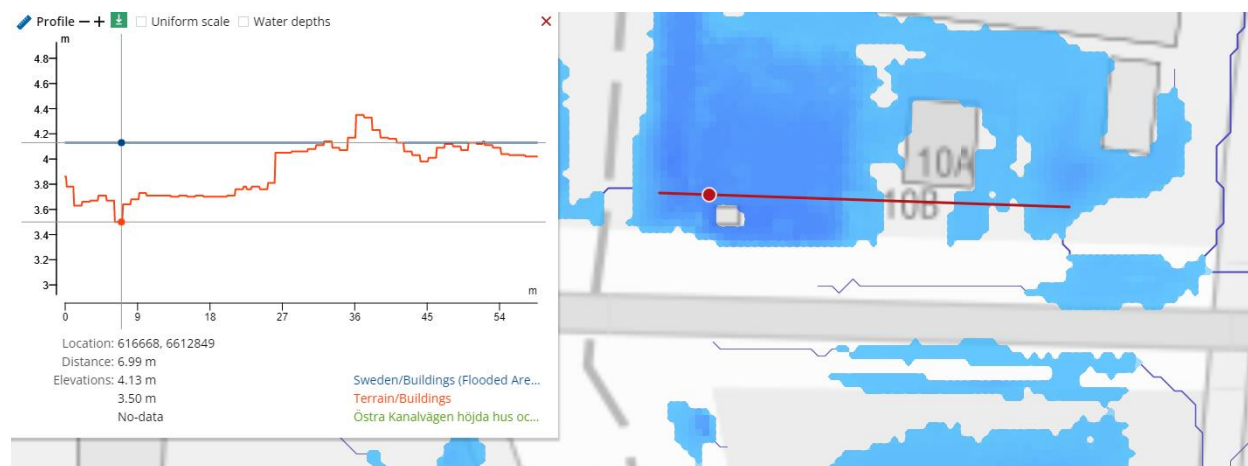 Profile − + Uniform scale Water depths ×
m
4.8
4.6
4.4
4.2
4
3.8
3.6
3.4
3.2
3
m
0 9 18 27 36 45 54
Location: 616668, 6612849
Distance: 6.99 m
Elevations: 4.13 m Sweden/Buildings (Flooded Are...
3.50 m Terrain/Buildings
No-data Östra Kanalvägen höjda hus oc...
10A
10B